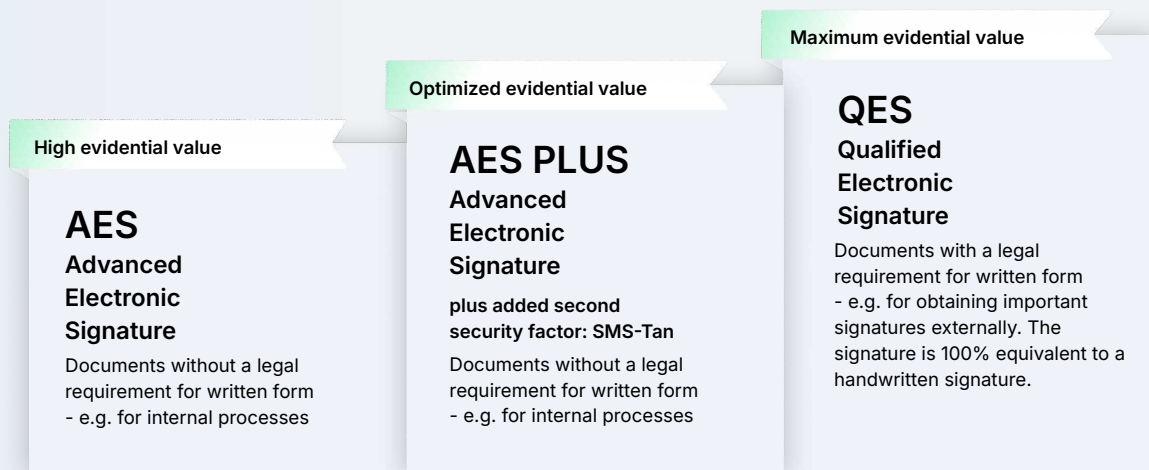 High evidential value
AES
Advanced
Electronic
Signature
Documents without a legal
requirement for written form
- e.g. for internal processes
Optimized evidential value
AES PLUS
Advanced
Electronic
Signature
plus added second
security factor: SMS-Tan
Documents without a legal
requirement for written form
- e.g. for internal processes
Maximum evidential value
QES
Qualified
Electronic
Signature
Documents with a legal
requirement for written form
- e.g. for obtaining important
signatures externally. The
signature is 100% equivalent to a
handwritten signature.